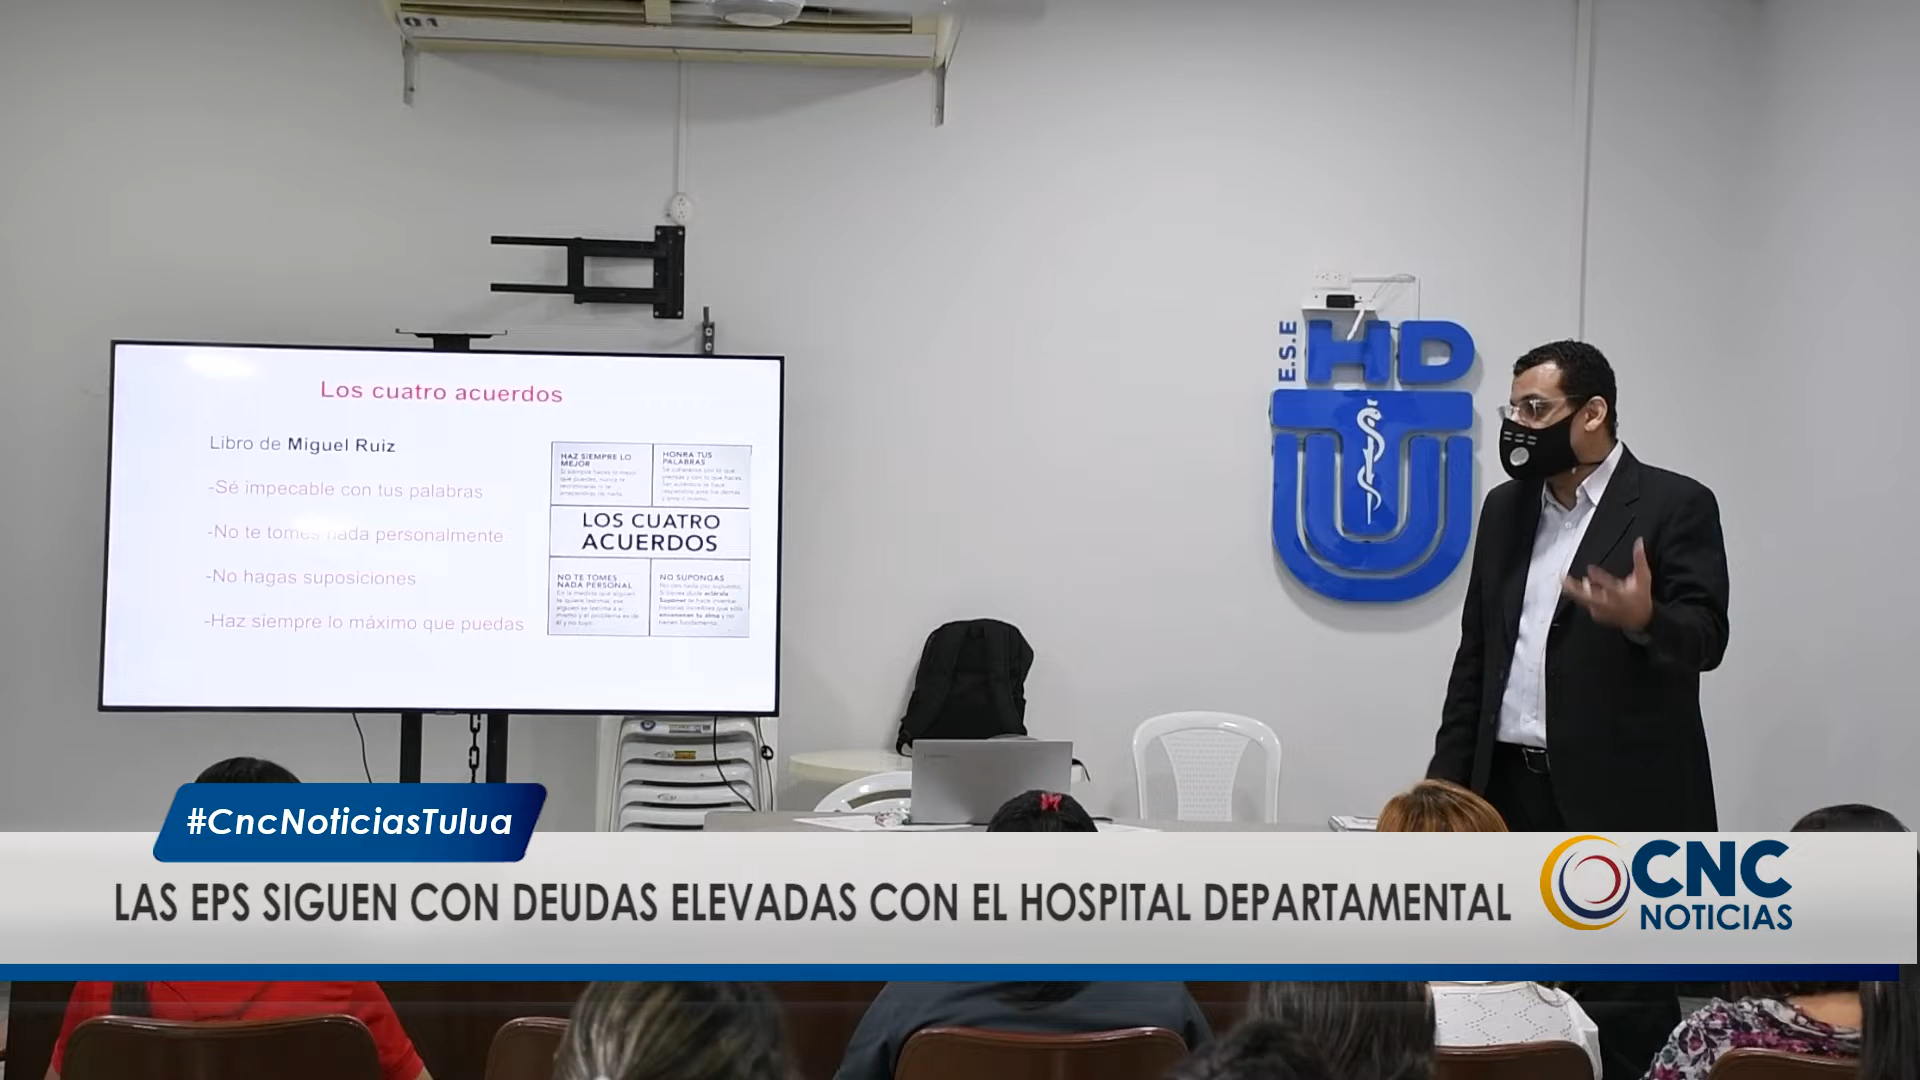 01
Los cuatro acuerdos
Libro de Miguel Ruiz
-Sé impecable con tus palabras
-No te tomes nada personalmente
-No hagas suposiciones
-Haz siempre lo máximo que puedas
HAZ SIEMPRE LO
MEJOR
HONRA TUS
PALABRAS
LOS CUATRO
ACUERDOS
NO TE TOMES
NADA PERSONAL
NO SUPONGAS
E.S.E
HD
#CncNoticiasTulua
LAS EPS SIGUEN CON DEUDAS ELEVADAS CON EL HOSPITAL DEPARTAMENTAL
CNC
NOTICIAS